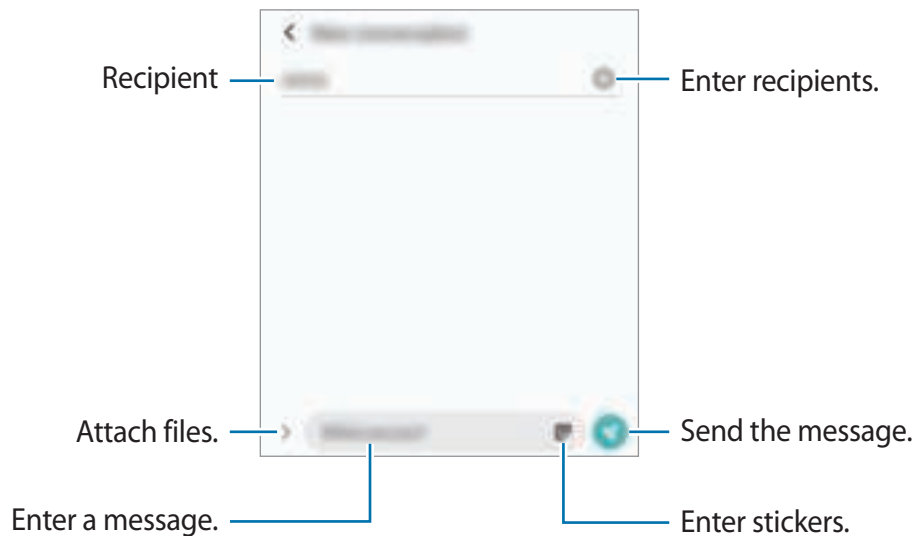 Recipient
Enter recipients.
Attach files.
Send the message.
Enter a message.
Enter stickers.